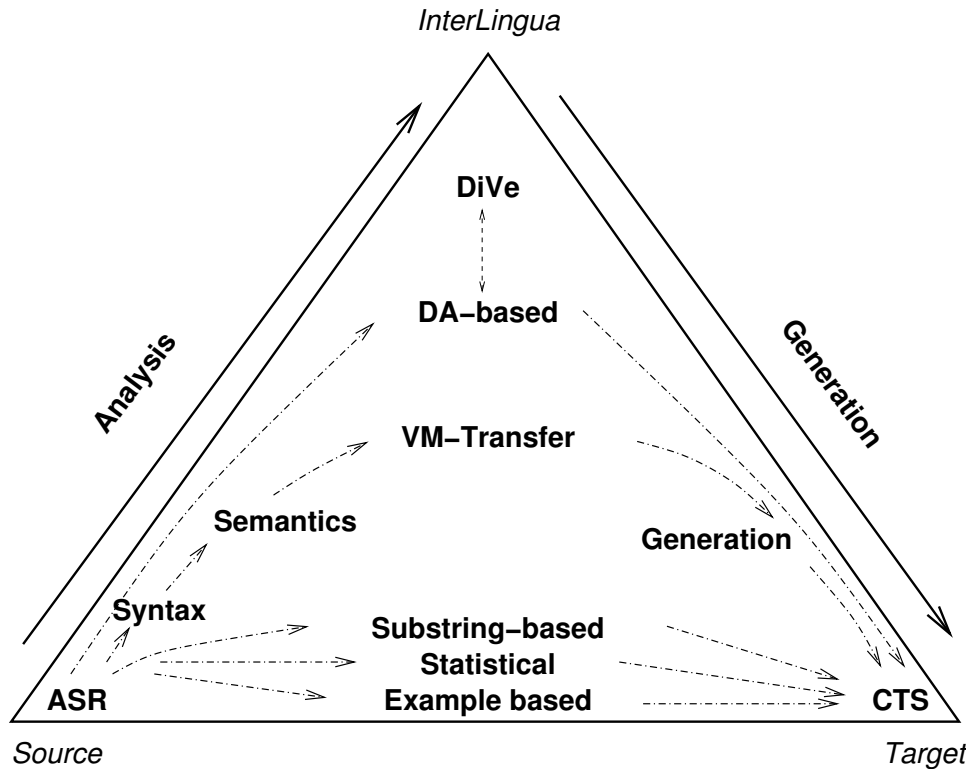 InterLingua
DiVe
DA–based
Analysis
Generation
VM–Transfer
Semantics
Generation
Syntax
Substring–based
Statistical
Example based
ASR
CTS
Source
Target